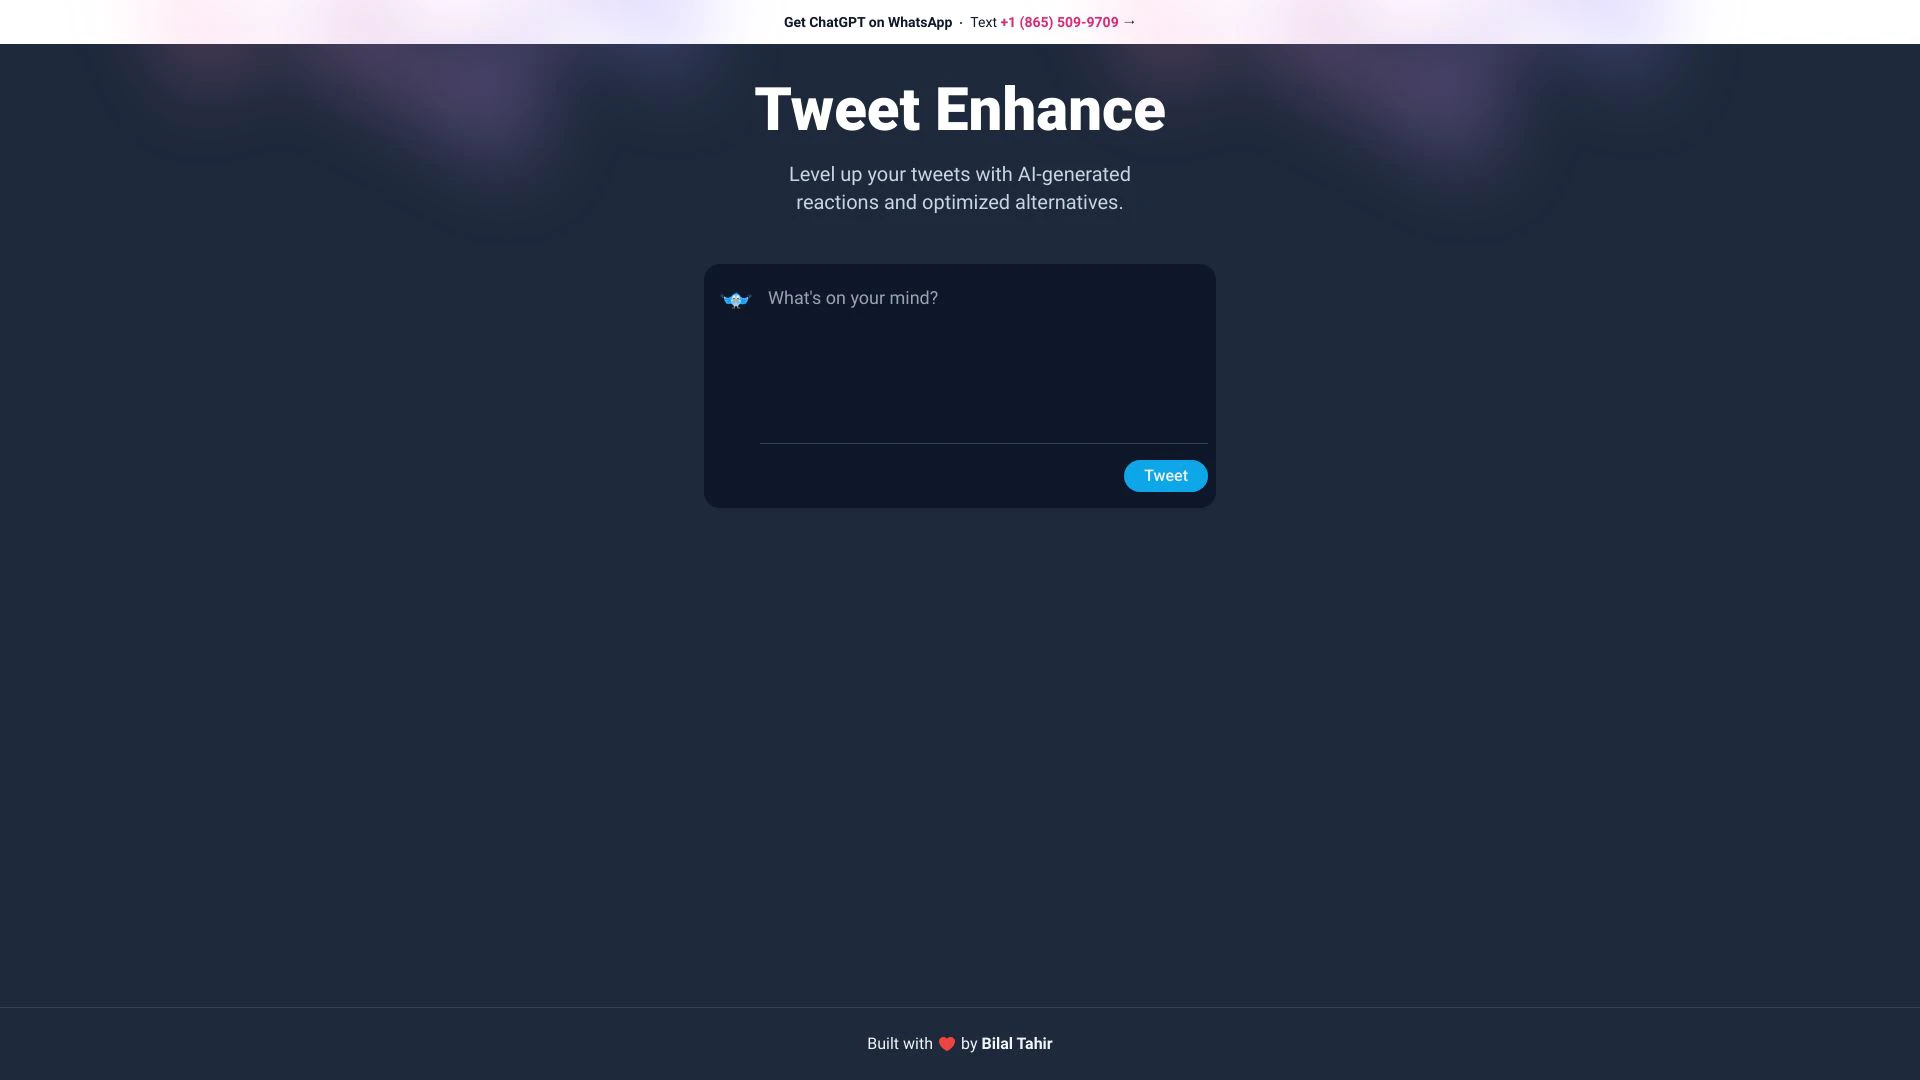 Get ChatGPT on WhatsApp · Text +1 (865) 509-9709 →
Tweet Enhance
Level up your tweets with AI-generated
reactions and optimized alternatives.
What's on your mind?
Tweet
Built with ❤️ by Bilal Tahir